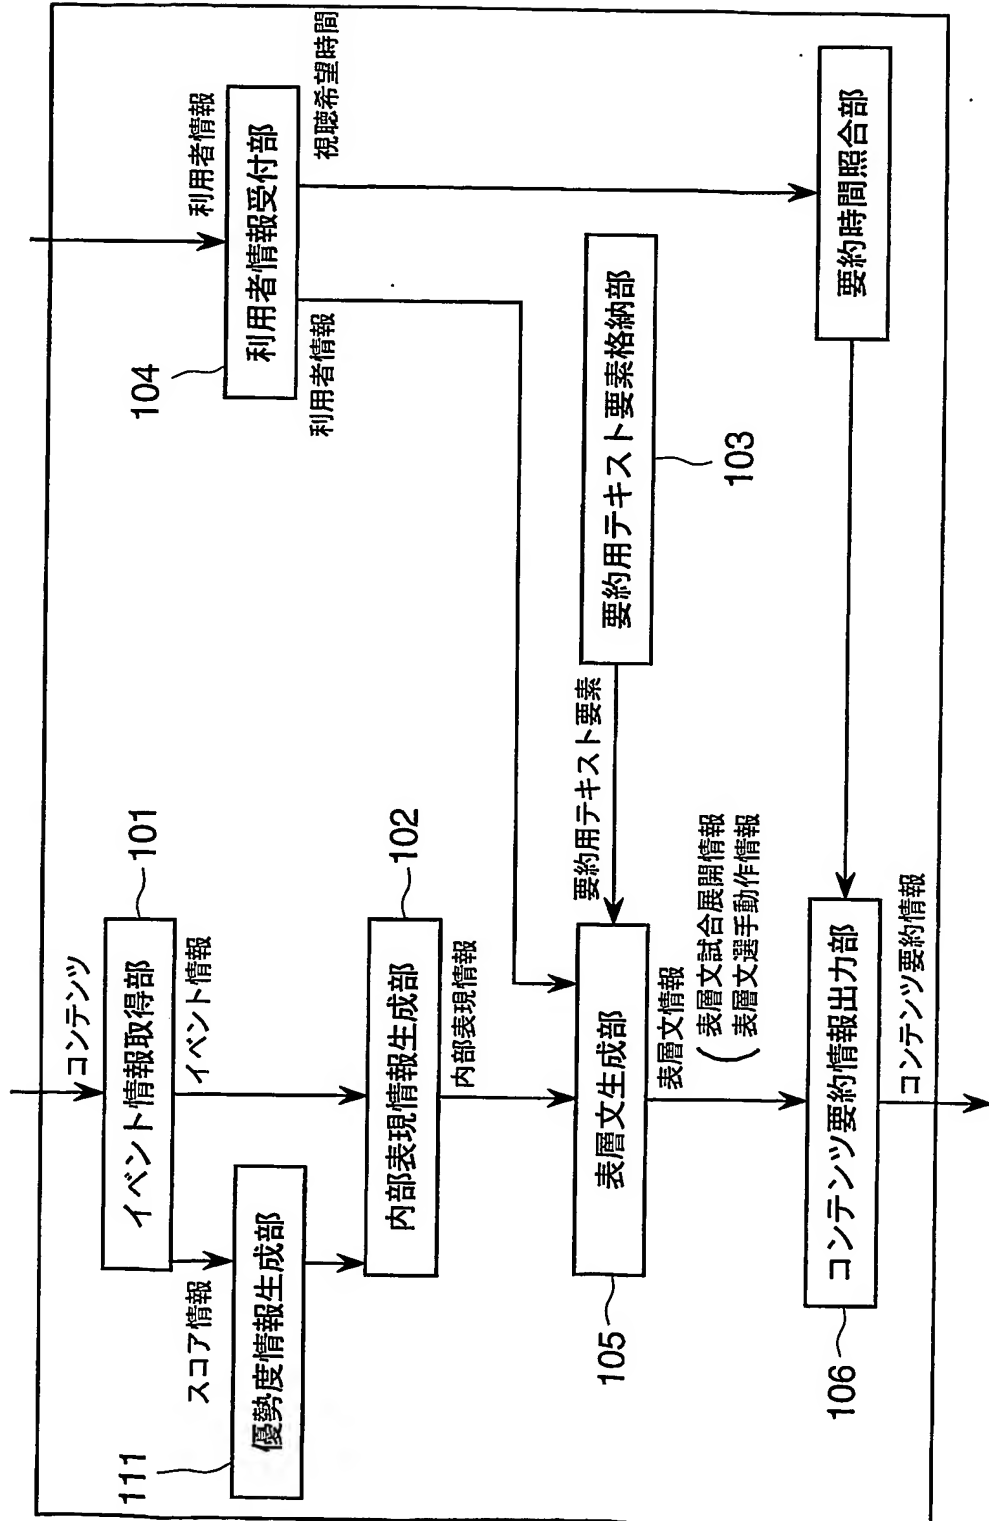 コンテンツ
イベント情報取得部
101
スコア情報
イベント情報
111
優勢度情報生成部
内部表現情報生成部
102
内部表現情報
利用者情報
104
利用者情報受付部
利用者情報
視聴希望時間
要約用テキスト要素格納部
103
要約用テキスト要素
表層文生成部
105
表層文情報
(表層文試合展開情報
表層文選手動作情報
要約時間照合部
コンテンツ要約情報出力部
106
コンテンツ要約情報